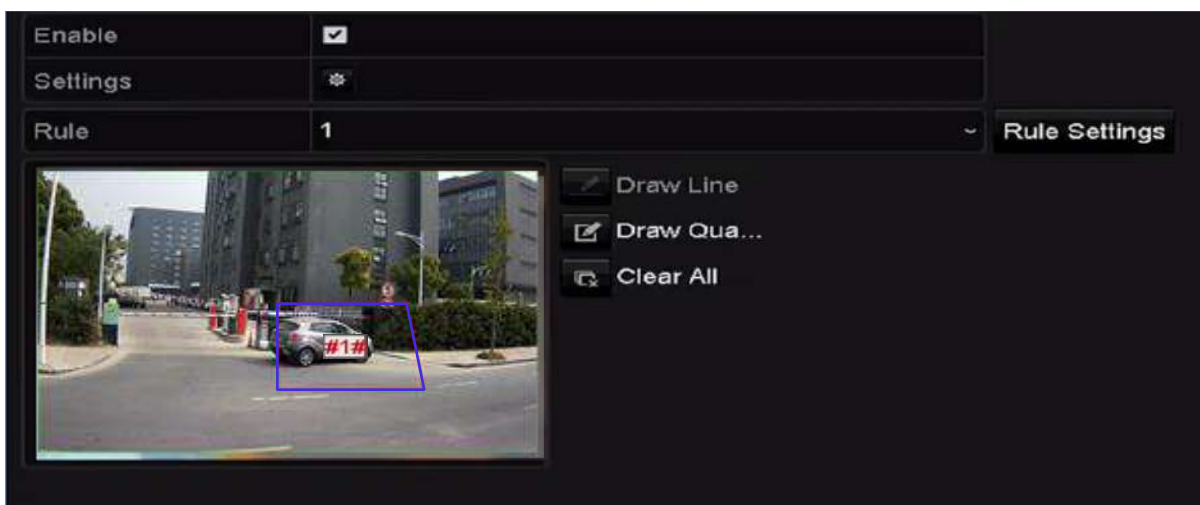 Enable
Settings
Rule 1 Rule Settings
Draw Line
Draw Qua...
Clear All
#1#